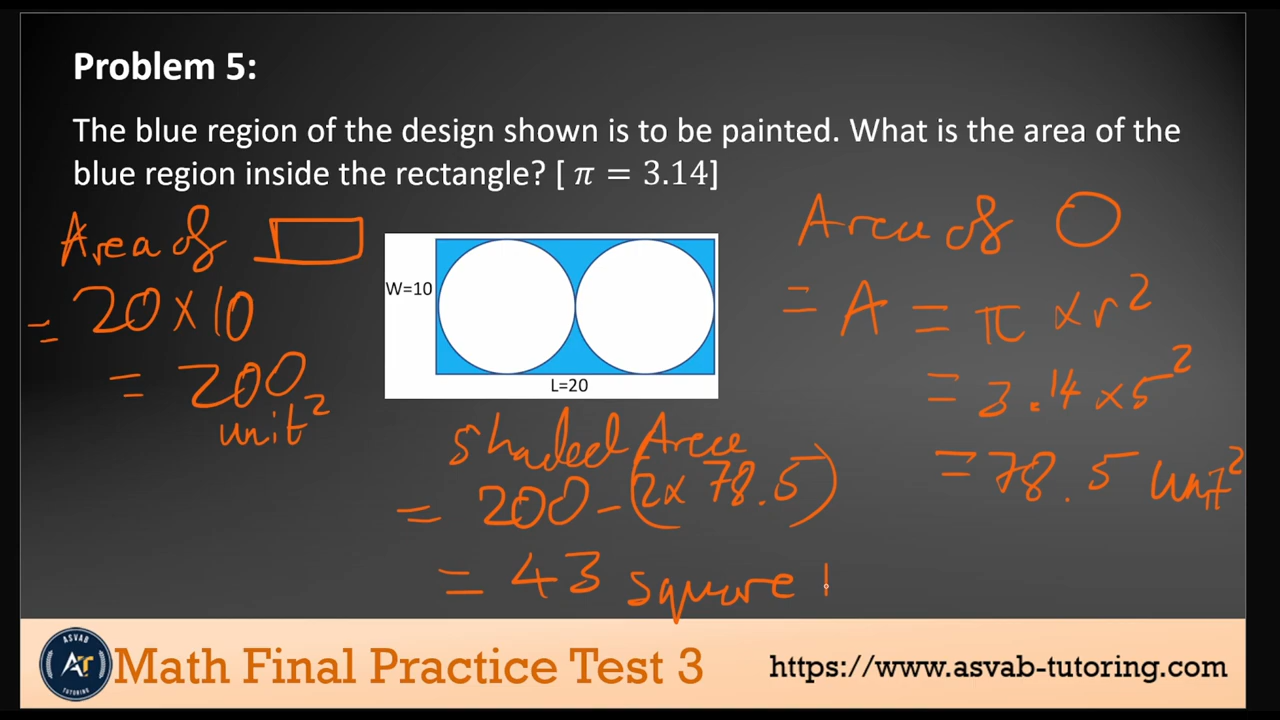 Problem 5:
The blue region of the design shown is to be painted. What is the area of the
blue region inside the rectangle? [ π = 3.14]
Area of
= 20 × 10
= 200
unit²
W=10
L=20
Area of
= A = π × r²
= 3.14 × 5²
= 78.5 unit²
Shaded Area
= 200 - (2 × 78.5)
= 43 square
ASVAB
AT
TUTORING
Math Final Practice Test 3
https://www.asvab-tutoring.com